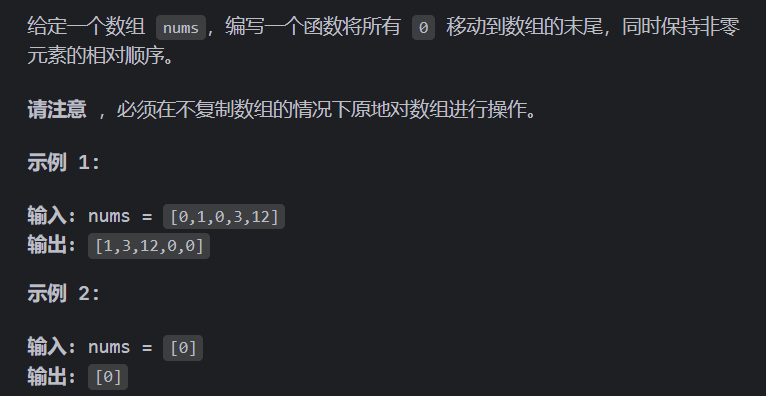 给定一个数组 nums，编写一个函数将所有 0 移动到数组的末尾，同时保持非零
元素的相对顺序。
请注意 ，必须在不复制数组的情况下原地对数组进行操作。
示例 1:
输入: nums = [0,1,0,3,12]
输出: [1,3,12,0,0]
示例 2:
输入: nums = [0]
输出: [0]